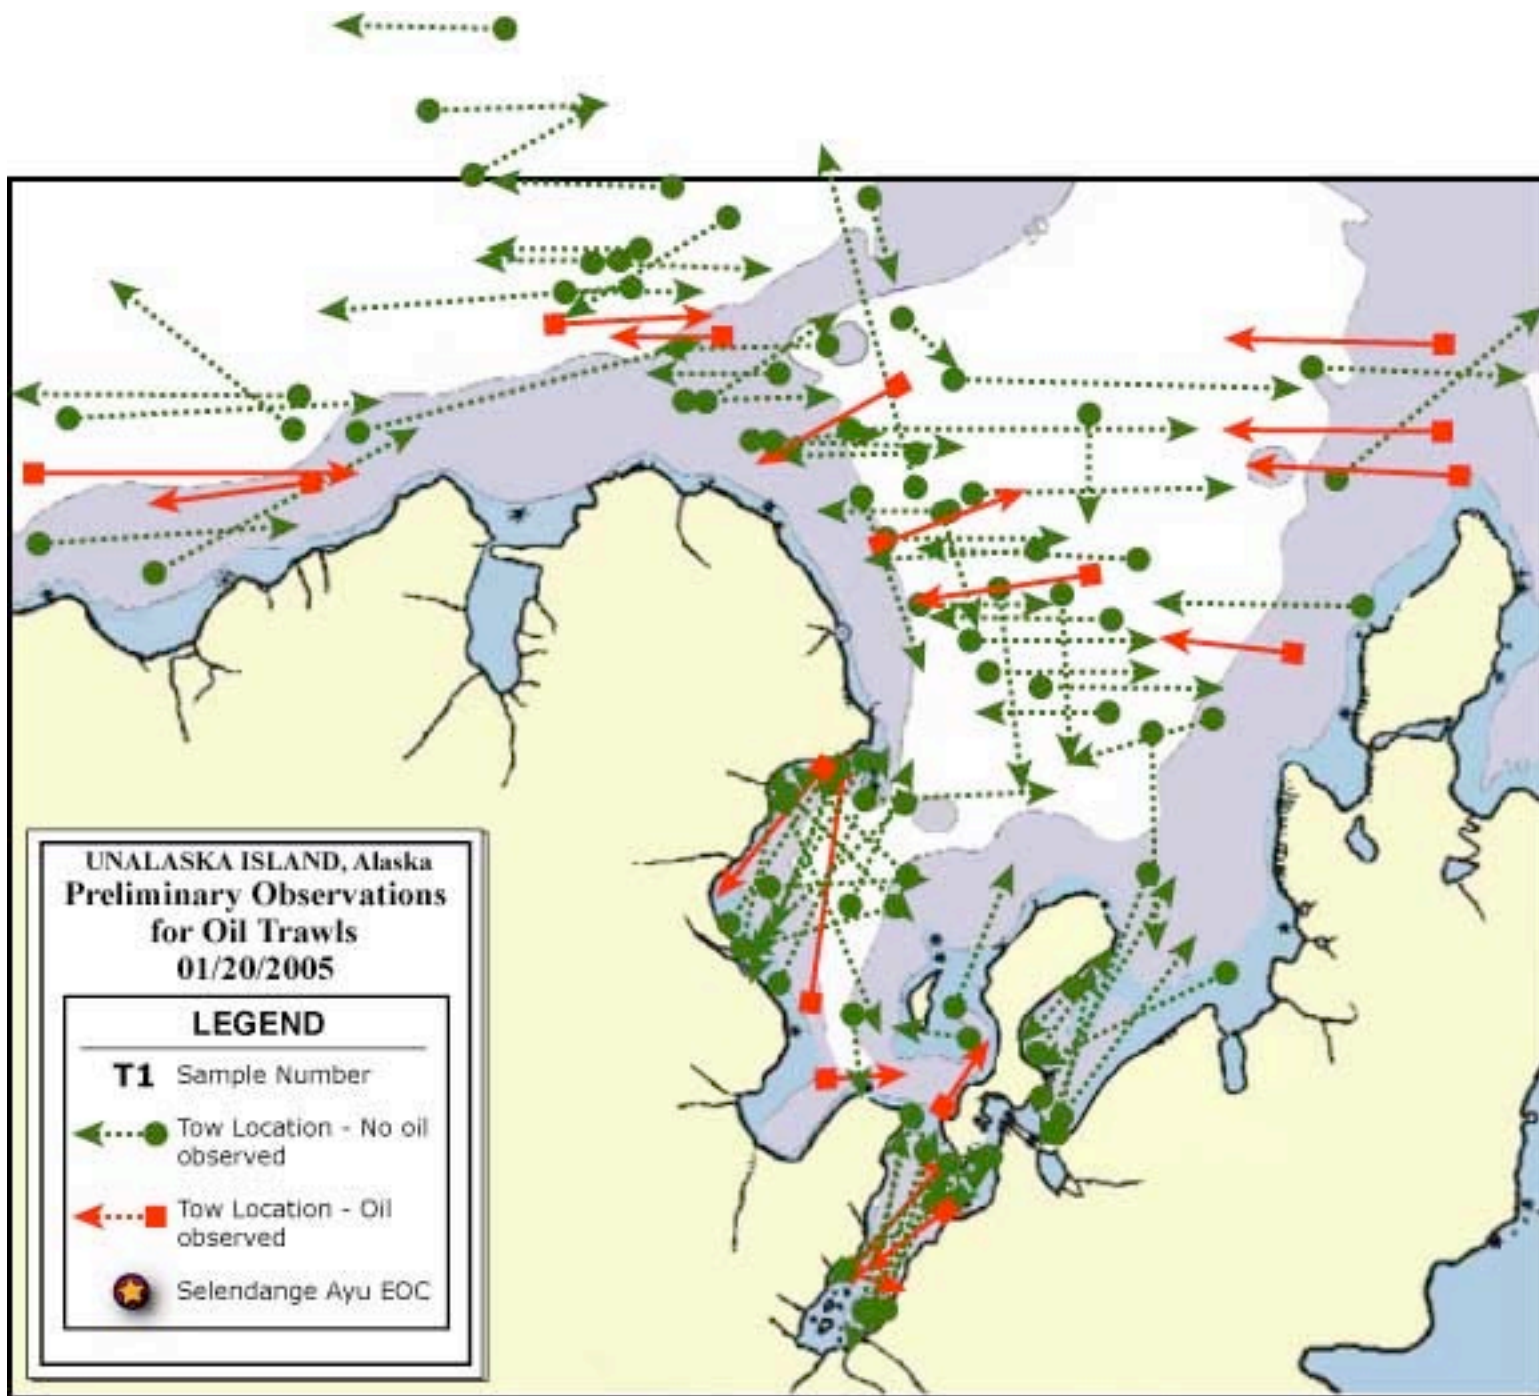 UNALASKA ISLAND, Alaska
Preliminary Observations
for Oil Trawls
01/20/2005
LEGEND
T1 Sample Number
Tow Location - No oil
observed
Tow Location - Oil
observed
Selendange Ayu EOC